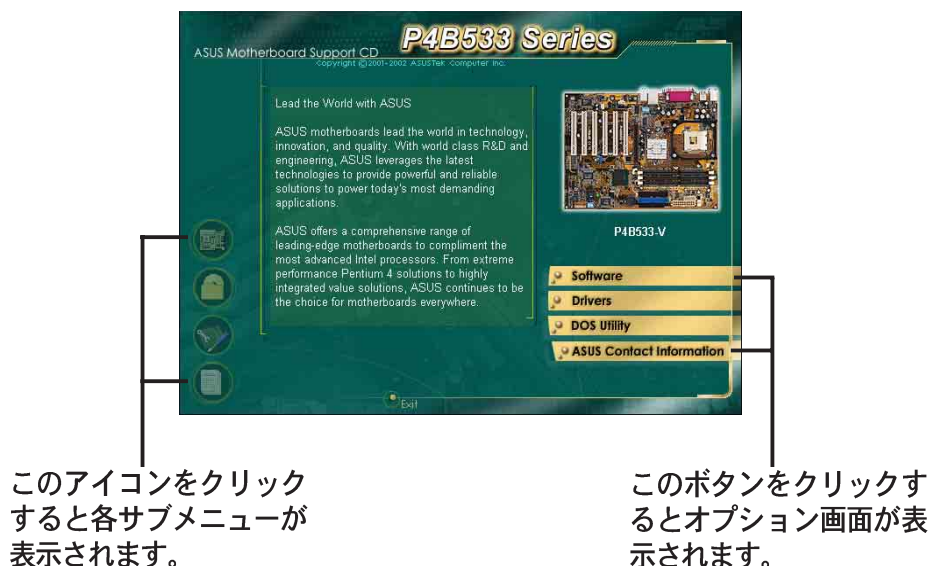 P4B533 Series
ASUS Motherboard Support CD
Copyright ©2001-2002 ASUSTek Computer Inc.
Lead the World with ASUS
ASUS motherboards lead the world in technology,
innovation, and quality. With world class R&D and
engineering, ASUS leverages the latest
technologies to provide powerful and reliable
solutions to power today's most demanding
applications.
ASUS offers a comprehensive range of
leading-edge motherboards to compliment the
most advanced Intel processors. From extreme
performance Pentium 4 solutions to highly
integrated value solutions, ASUS continues to be
the choice for motherboards everywhere.
P4B533-V
Software
Drivers
DOS Utility
ASUS Contact Information
Exit
このアイコンをクリック
すると各サブメニューが
表示されます。
このボタンをクリックす
るとオプション画面が表
示されます。